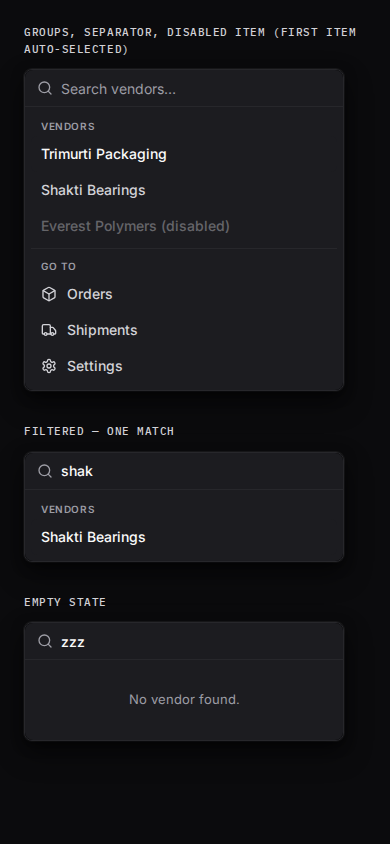 GROUPS, SEPARATOR, DISABLED ITEM (FIRST ITEM
AUTO-SELECTED)
Search vendors...
VENDORS
Trimurti Packaging
Shakti Bearings
Everest Polymers (disabled)
GO TO
Orders
Shipments
Settings
FILTERED — ONE MATCH
shak
VENDORS
Shakti Bearings
EMPTY STATE
zzz
No vendor found.